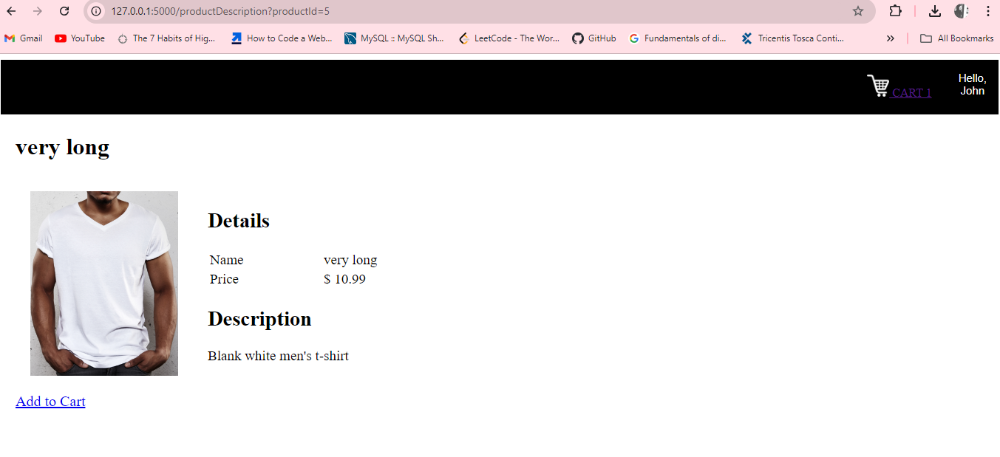 127.0.0.1:5000/productDescription?productId=5
Gmail YouTube The 7 Habits of Hig... How to Code a Web... MySQL :: MySQL Sh... LeetCode - The Wor... GitHub Fundamentals of di... Tricentis Tosca Conti... » All Bookmarks
CART 1
Hello,
John
very long
Details
Name very long
Price $ 10.99
Description
Blank white men's t-shirt
Add to Cart